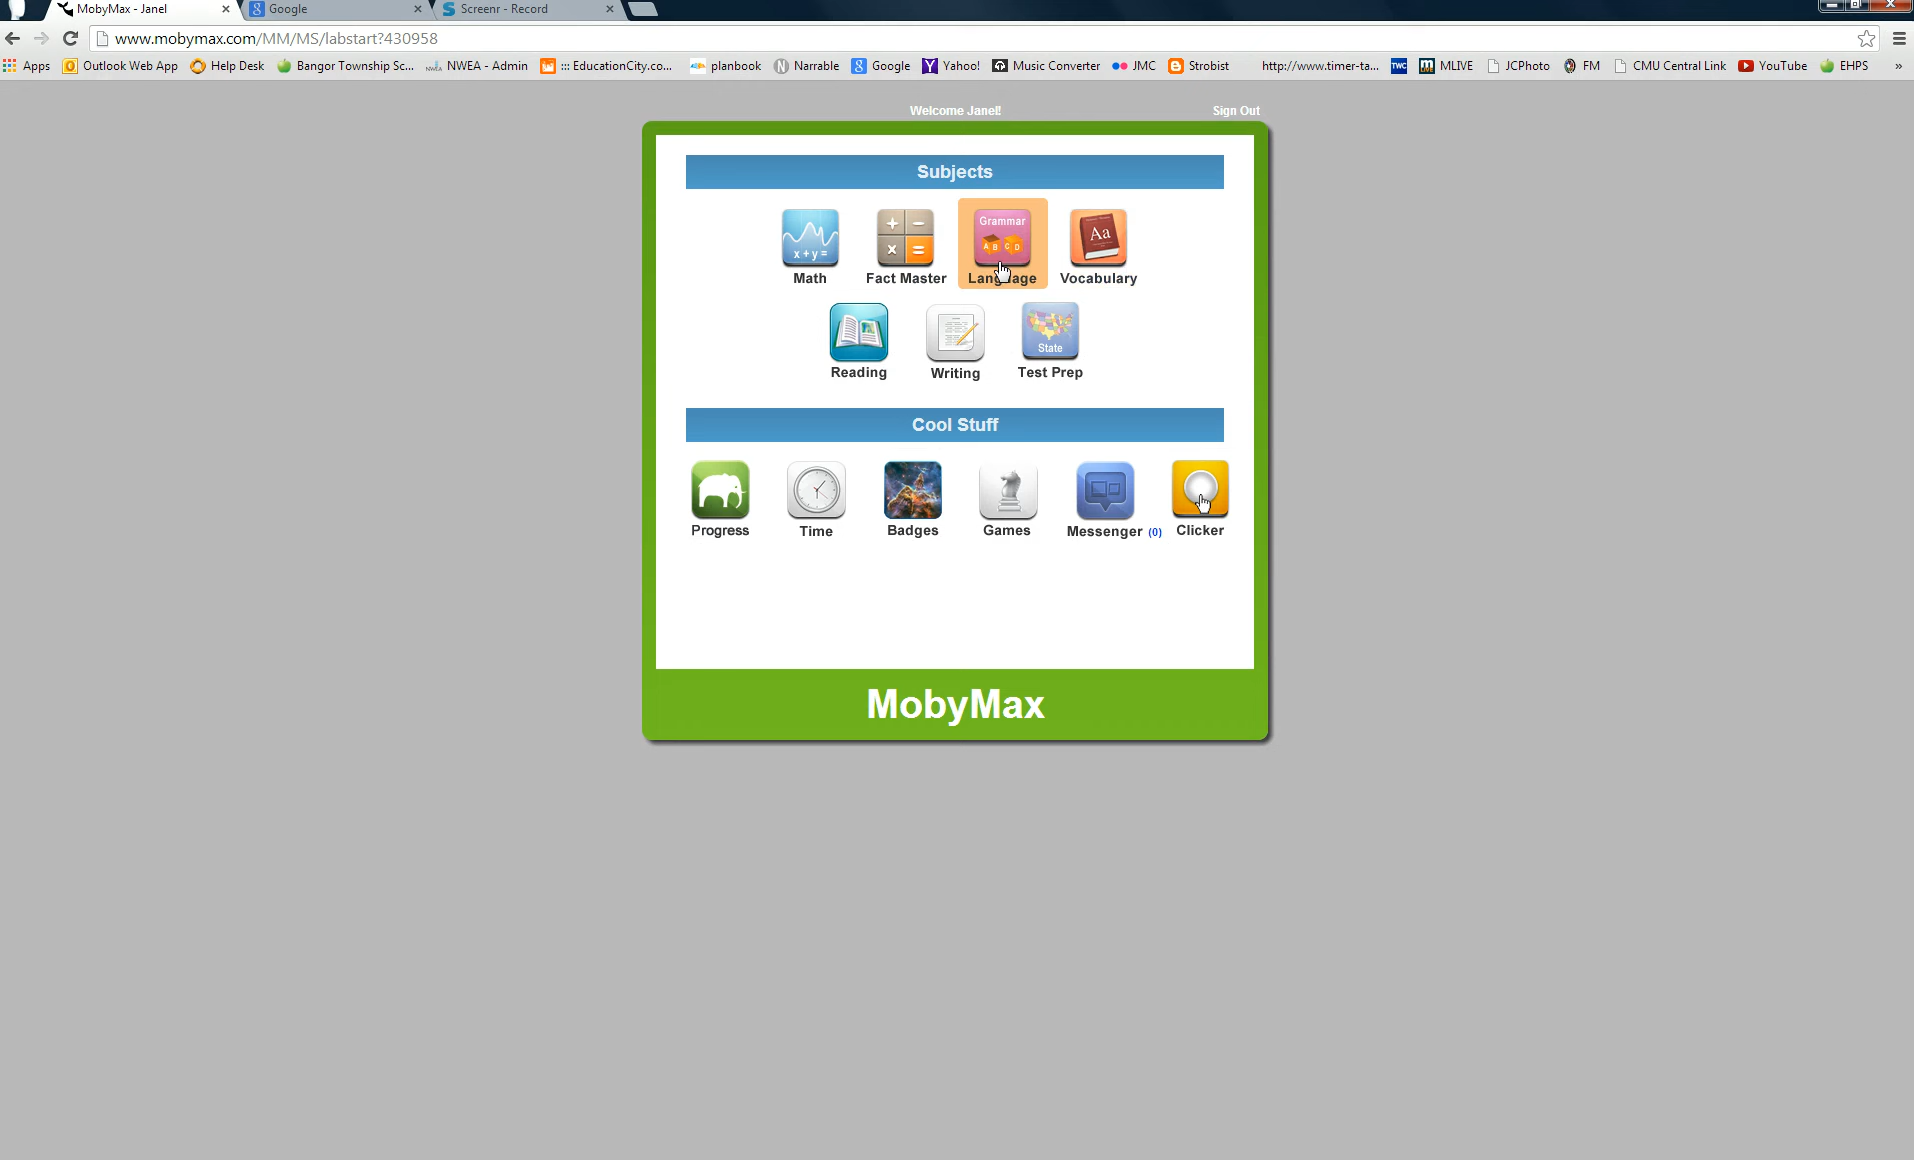 MobyMax - Janel
Google
Screenr - Record
www.mobymax.com/MM/MS/labstart?430958
Apps Outlook Web App Help Desk Bangor Township Sc... NWEA - Admin ::: EducationCity.co... planbook Narrable Google Yahoo! Music Converter JMC Strobist http://www.timer-ta... TWC MLIVE JCPhoto FM CMU Central Link YouTube EHPS »
Welcome Janel! Sign Out
Subjects
x + y =
Grammar
A B C D
Aa
Math Fact Master Language Vocabulary
State
Reading Writing Test Prep
Cool Stuff
Progress Time Badges Games Messenger (0) Clicker
MobyMax